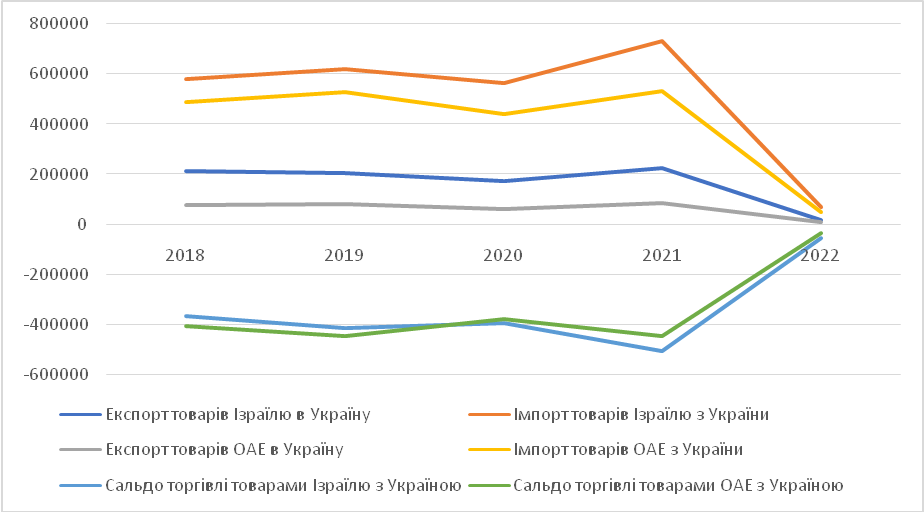 800000
600000
400000
200000
0
2018 2019 2020 2021 2022
-200000
-400000
-600000
Експорт товарів Ізраїлю в Україну Імпорт товарів Ізраїлю з України
Експорт товарів ОАЕ в Україну Імпорт товарів ОАЕ з України
Сальдо торгівлі товарами Ізраїлю з Україною Сальдо торгівлі товарами ОАЕ з Україною